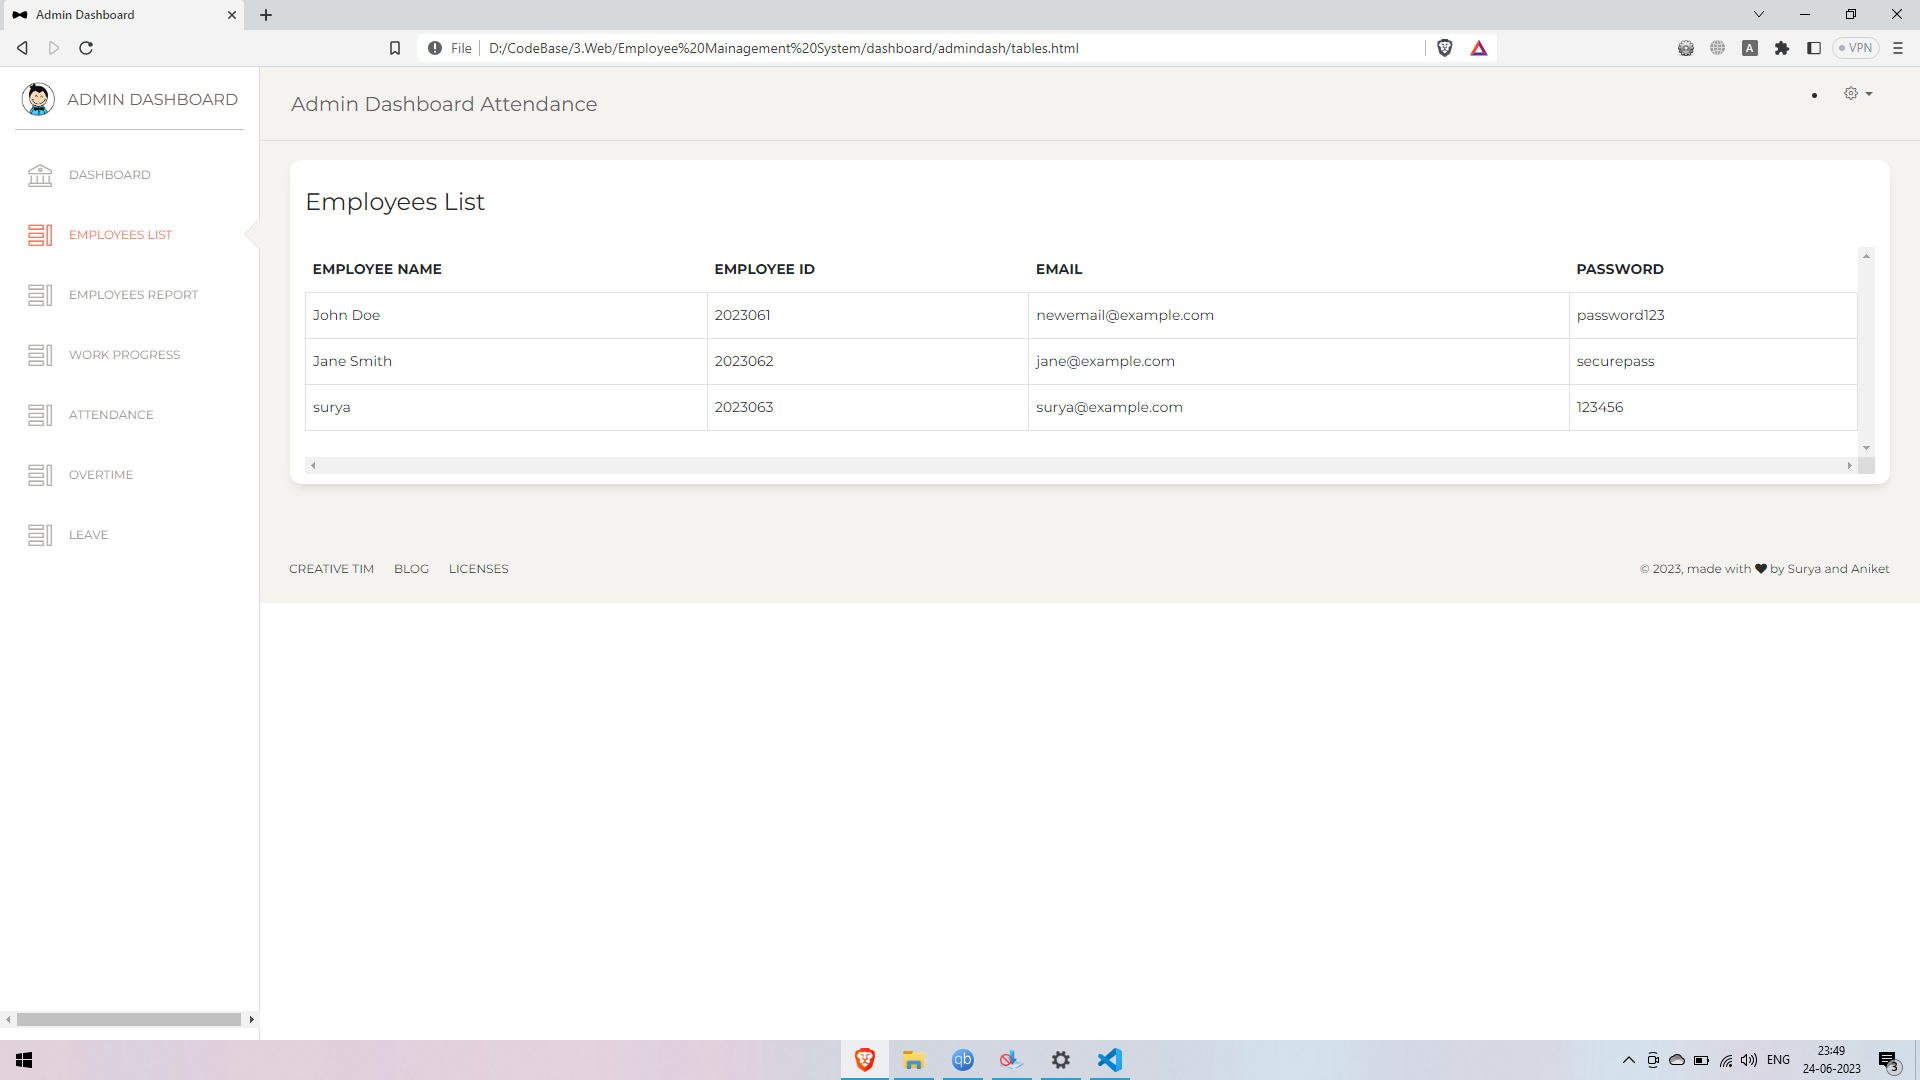 Admin Dashboard
File D:/CodeBase/3.Web/Employee%20Mainagement%20System/dashboard/admindash/tables.html
A
VPN
ADMIN DASHBOARD
Admin Dashboard Attendance
DASHBOARD
EMPLOYEES LIST
EMPLOYEES REPORT
WORK PROGRESS
ATTENDANCE
OVERTIME
LEAVE
Employees List
EMPLOYEE NAME EMPLOYEE ID EMAIL PASSWORD
John Doe 2023061 newemail@example.com password123
Jane Smith 2023062 jane@example.com securepass
surya 2023063 surya@example.com 123456
CREATIVE TIM BLOG LICENSES
© 2023, made with ♥ by Surya and Aniket
qb
ENG
23:49
24-06-2023
3